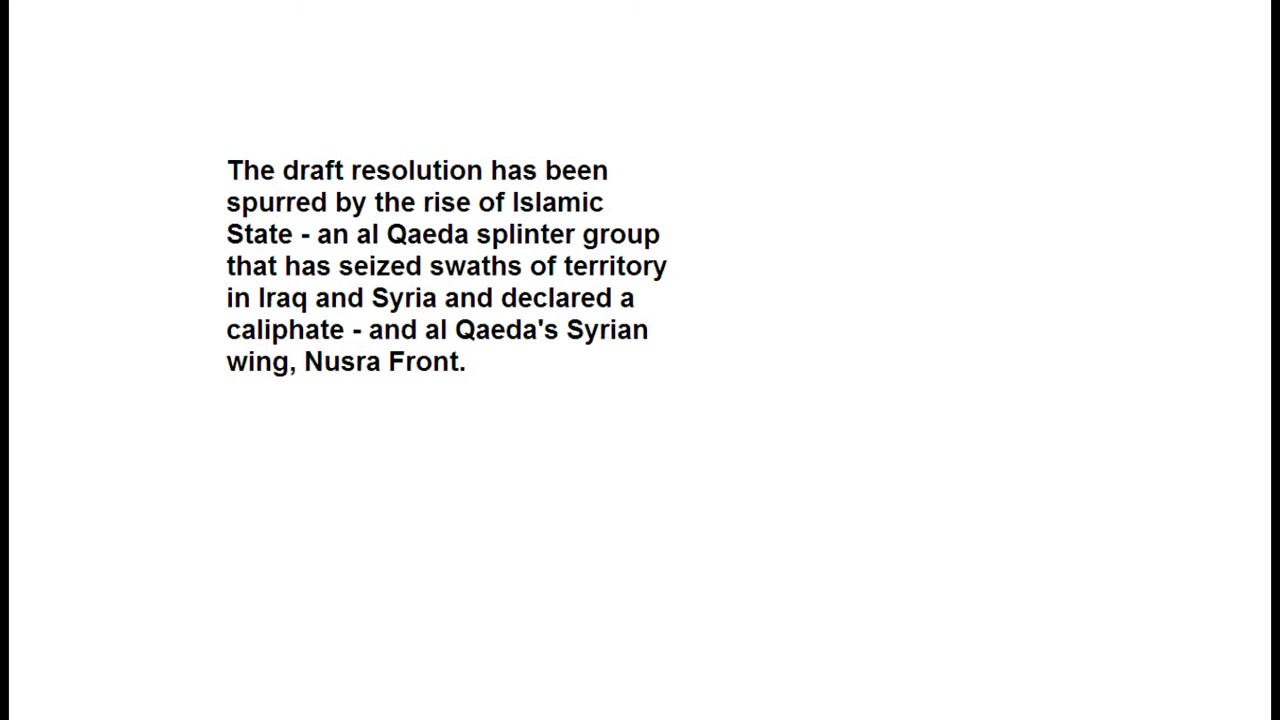 The draft resolution has been
spurred by the rise of Islamic
State - an al Qaeda splinter group
that has seized swaths of territory
in Iraq and Syria and declared a
caliphate - and al Qaeda's Syrian
wing, Nusra Front.